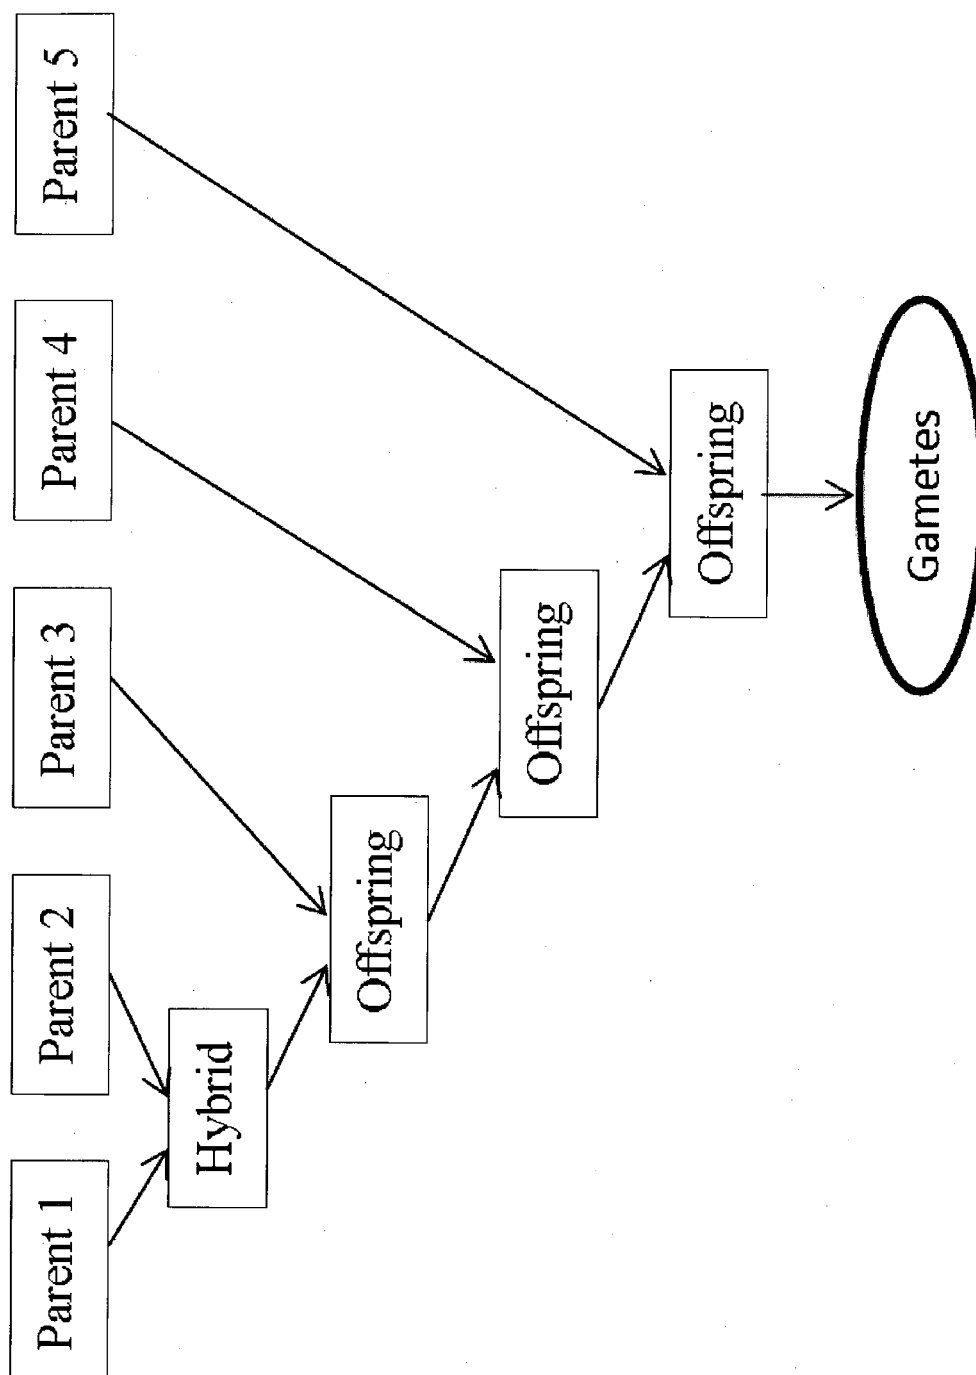 Parent 1
Parent 2
Parent 3
Parent 4
Parent 5
Hybrid
Offspring
Offspring
Offspring
Gametes